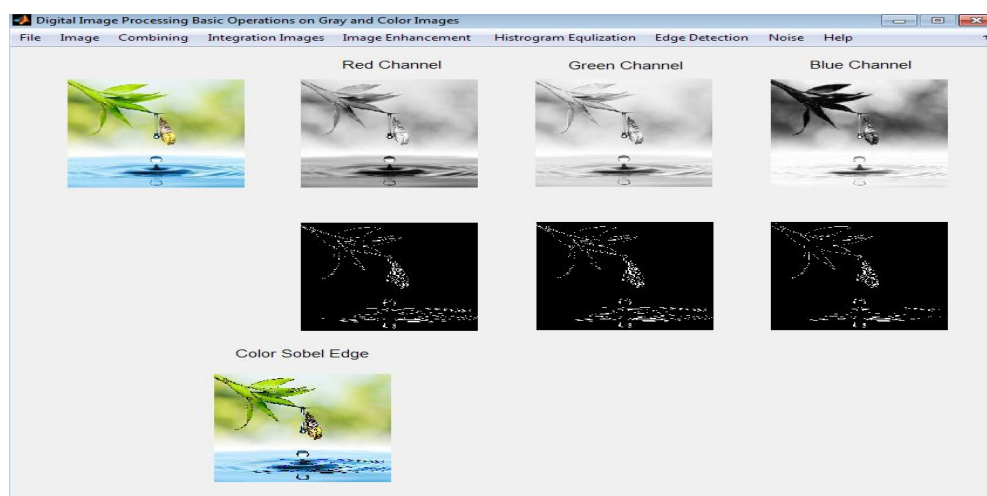 Digital Image Processing Basic Operations on Gray and Color Images
File Image Combining Integration Images Image Enhancement Histrogram Equlization Edge Detection Noise Help
Red Channel Green Channel Blue Channel
Color Sobel Edge